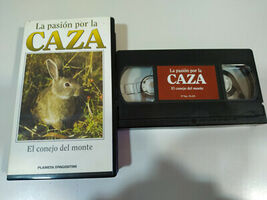 La pasión por la
CAZA
El conejo del monte
PLANETA DEAGOSTINI
La pasión por la
CAZA
El conejo del monte